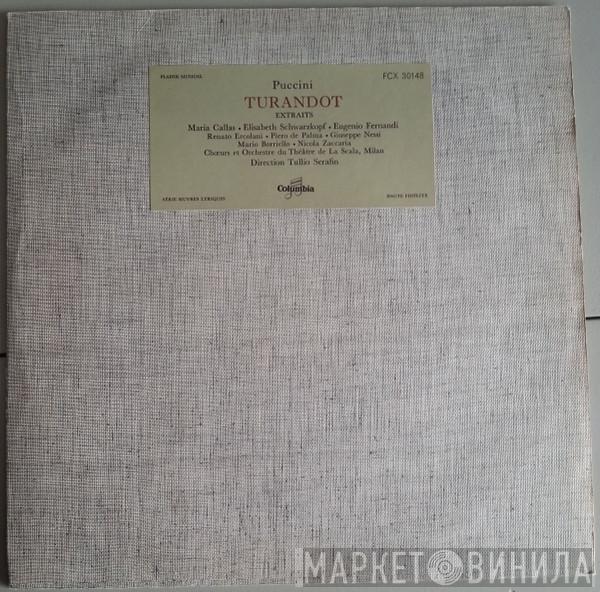 PLAISIR MUSICAL
FCX 30148
Puccini
TURANDOT
EXTRAITS
Maria Callas • Elisabeth Schwarzkopf • Eugenio Fernandi
Renato Ercolani • Piero de Palma • Giuseppe Nessi
Mario Borriello • Nicola Zaccaria
Chœurs et Orchestre du Théâtre de La Scala, Milan
Direction Tullio Serafin
Columbia
SÉRIE ŒUVRES LYRIQUES
HAUTE FIDÉLITÉ
МАРКЕТ ВИНИЛА